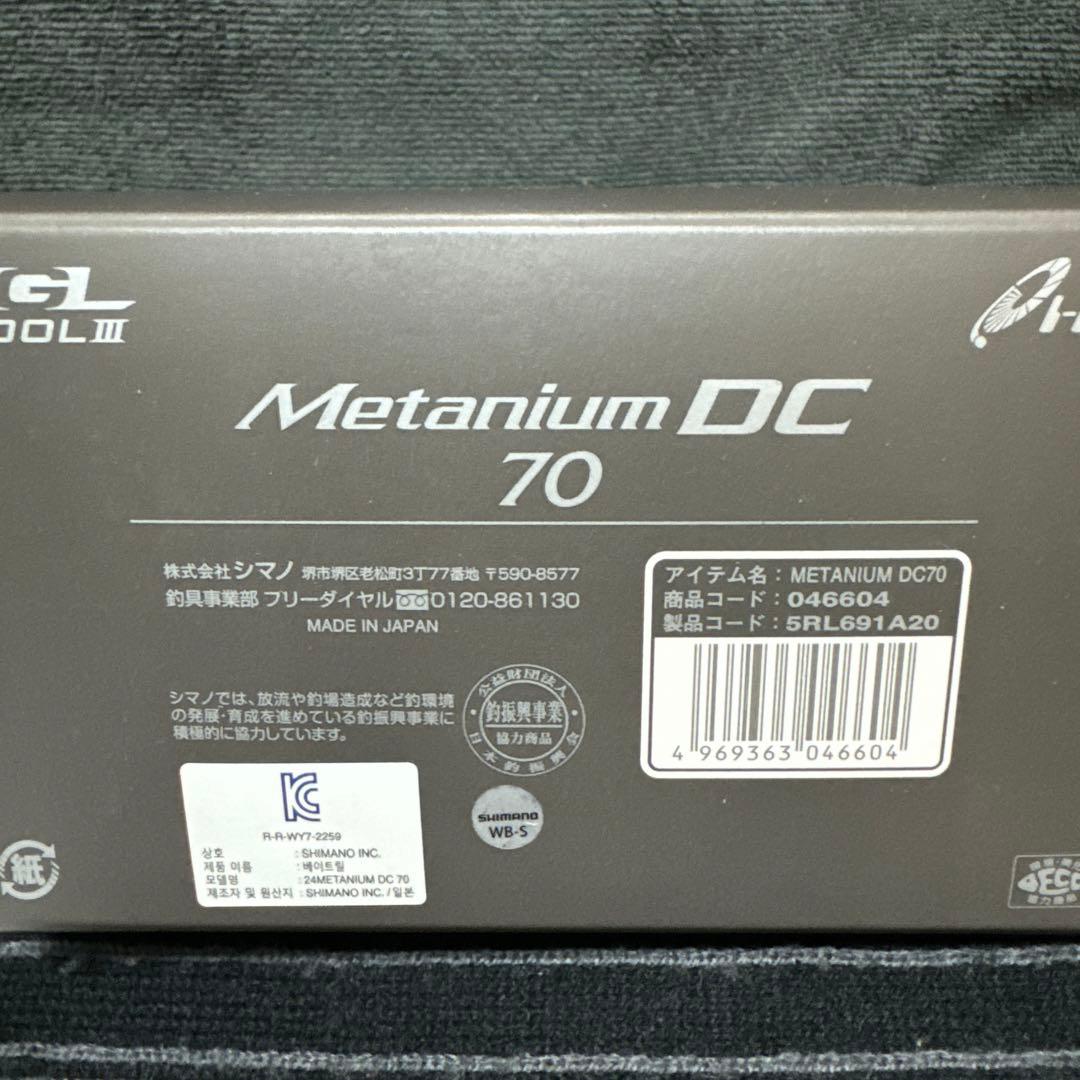 OOL III
Metanium DC
70
株式会社シマノ 堺市堺区老松町3丁77番地 〒590-8577
釣具事業部 フリーダイヤル 0120-861130
MADE IN JAPAN
アイテム名：METANIUM DC70
商品コード：046604
製品コード：5RL691A20
4 969363 046604
シマノでは、放流や釣場造成など釣環境
の発展・育成を進めている釣振興事業に
積極的に協力しています。
公益財団法人
釣振興事業
協力商品
日本釣振興会
SHIMANO
WB-S
R-R-WY7-2259
상호 : SHIMANO INC.
제품 이름 : 베이트릴
모델명 : 24METANIUM DC 70
제조자 및 원산지 : SHIMANO INC. / 일본
紙